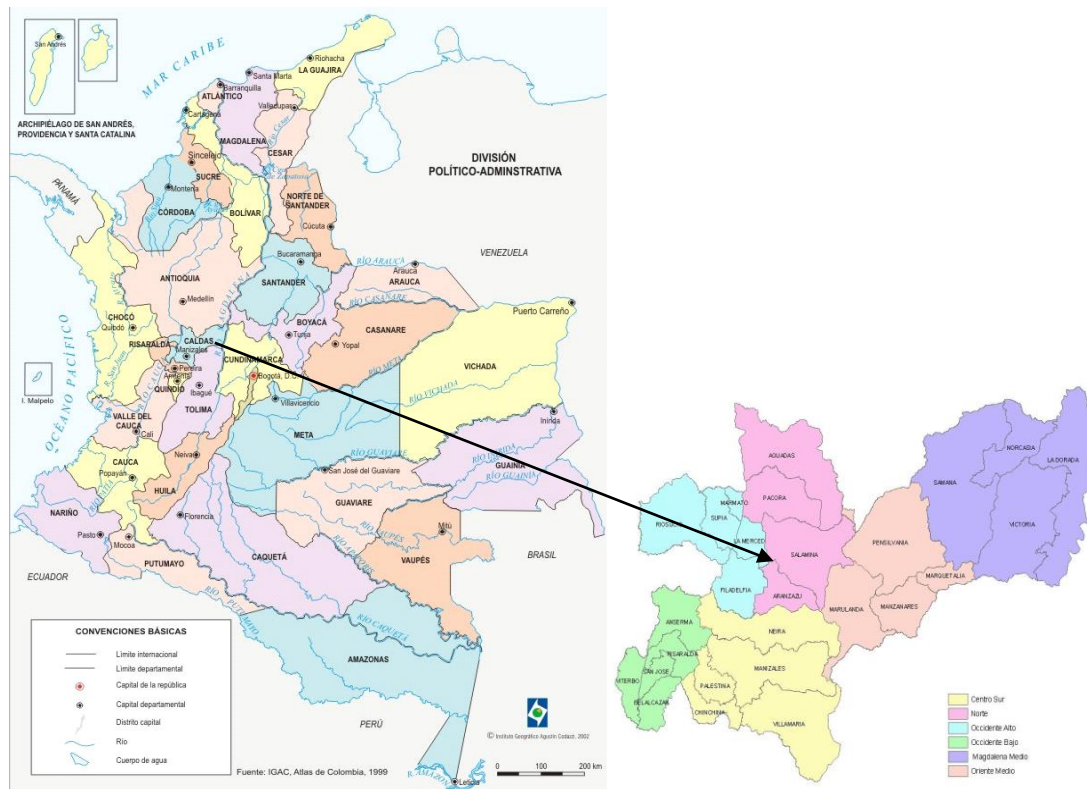 San Andrés
ARCHIPIÉLAGO DE SAN ANDRÉS,
PROVIDENCIA Y SANTA CATALINA
MAR CARIBE
DIVISIÓN
POLÍTICO-ADMINSTRATIVA
Riohacha
LA GUAJIRA
Santa Marta
Barranquilla
ATLÁNTICO
Valledupar
Cartagena
MAGDALENA
CESAR
Sincelejo
SUCRE
PANAMÁ
Montería
CÓRDOBA
BOLÍVAR
NORTE DE
SANTANDER
Cúcuta
VENEZUELA
Bucaramanga
SANTANDER
RÍO ARAUCA
Arauca
ARAUCA
ANTIOQUIA
Medellín
RÍO CASANARE
Puerto Carreño
CHOCÓ
Quibdó
BOYACÁ
Tunja
CASANARE
Yopal
OCÉANO PACÍFICO
RISARALDA
CALDAS
Manizales
Pereira
Armenia
QUINDÍO
CUNDINAMARCA
Bogotá, D.C.
RÍO META
VICHADA
RÍO VICHADA
I. Malpelo
Ibagué
TOLIMA
Villavicencio
VALLE DEL
CAUCA
Cali
META
Inírida
RÍO GUAVIARE
GUAINÍA
RÍO GUAINÍA
CAUCA
Popayán
Neiva
HUILA
San José del Guaviare
GUAVIARE
NARIÑO
Pasto
Florencia
Mocoa
PUTUMAYO
CAQUETÁ
Mitú
VAUPÉS
BRASIL
ECUADOR
RÍO PUTUMAYO
RÍO CAQUETÁ
AMAZONAS
PERÚ
R. AMAZONAS
Leticia
CONVENCIONES BÁSICAS
Límite internacional
Límite departamental
Capital de la república
Capital departamental
Distrito capital
Río
Cuerpo de agua
Fuente: IGAC, Atlas de Colombia, 1999
© Instituto Geográfico Agustín Codazzi, 2002
0 100 200 km
AGUADAS
NORCASIA
LA DORADA
SAMANA
PACORA
MARMATO
RIOSUCIO
SUPIA
VICTORIA
LA MERCED
SALAMINA
PENSILVANIA
MARQUETALIA
FILADELFIA
ARANZAZU
MARULANDA
MANZANARES
ANSERMA
NEIRA
RISARALDA
SAN JOSE
MANIZALES
VITERBO
PALESTINA
BELALCAZAR
CHINCHINA
VILLAMARIA
Centro Sur
Norte
Occidente Alto
Occidente Bajo
Magdalena Medio
Oriente Medio